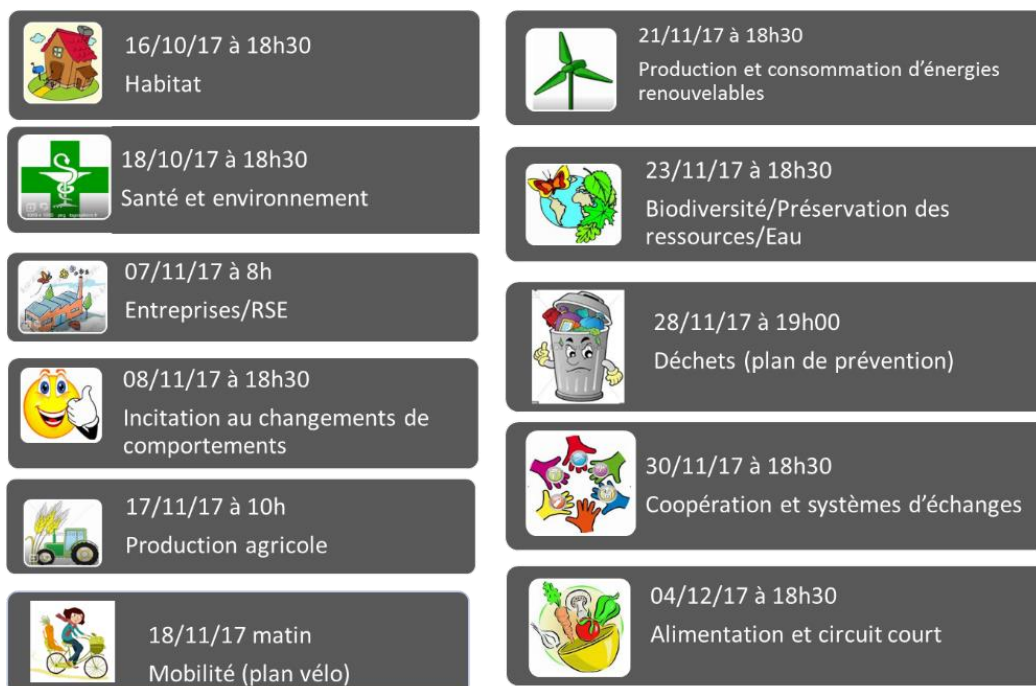 16/10/17 à 18h30
Habitat
18/10/17 à 18h30
Santé et environnement
07/11/17 à 8h
Entreprises/RSE
08/11/17 à 18h30
Incitation au changements de
comportements
17/11/17 à 10h
Production agricole
18/11/17 matin
Mobilité (plan vélo)
21/11/17 à 18h30
Production et consommation d’énergies
renouvelables
23/11/17 à 18h30
Biodiversité/Préservation des
ressources/Eau
28/11/17 à 19h00
Déchets (plan de prévention)
30/11/17 à 18h30
Coopération et systèmes d’échanges
04/12/17 à 18h30
Alimentation et circuit court